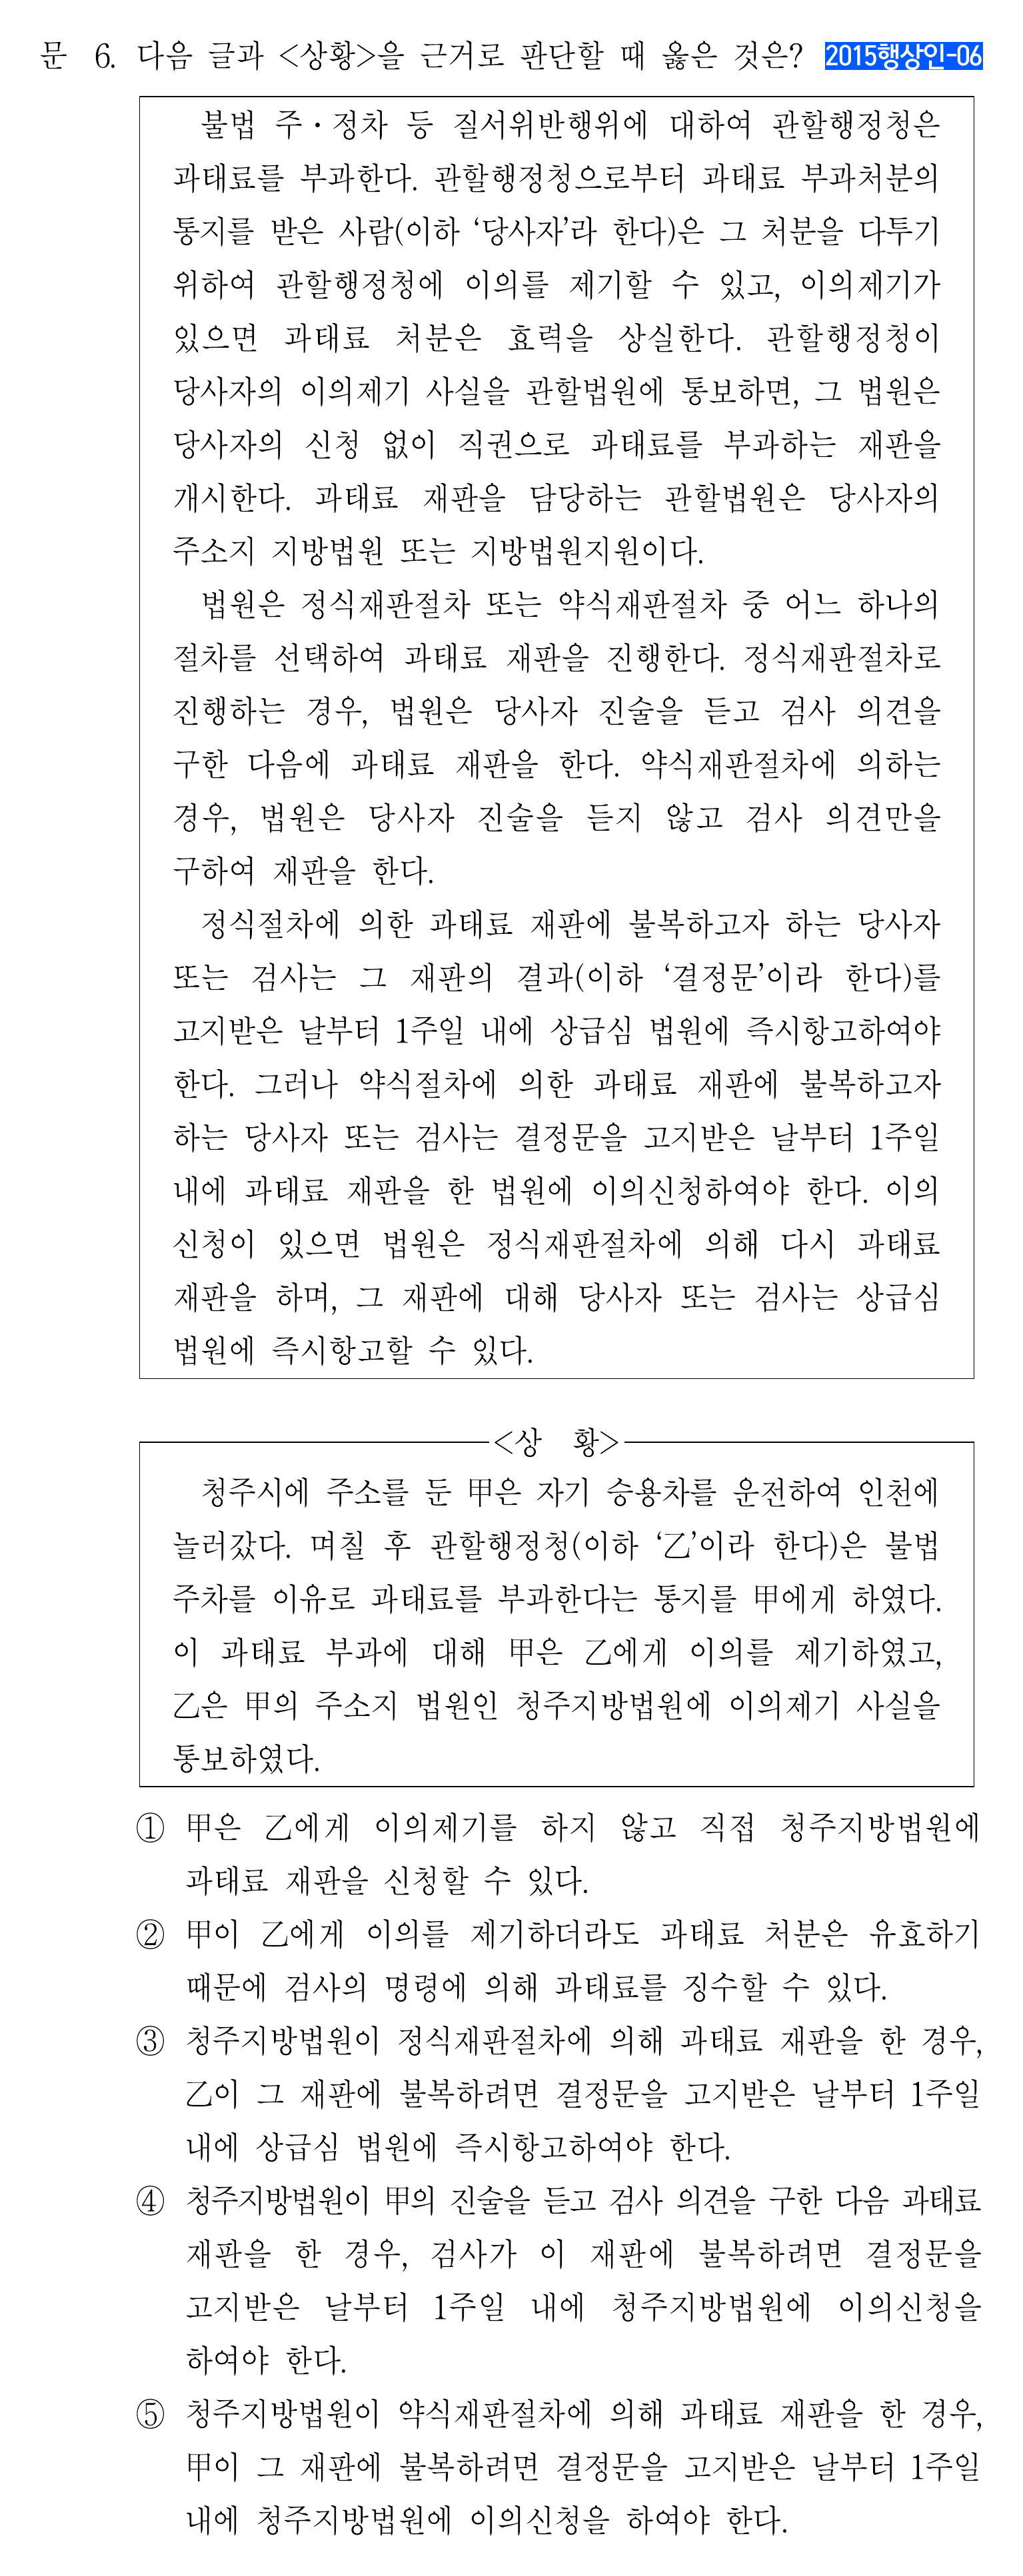 문 6. 다음 글과 <상황>을 근거로 판단할 때 옳은 것은? 2015행상인-06
불법 주·정차 등 질서위반행위에 대하여 관할행정청은
과태료를 부과한다. 관할행정청으로부터 과태료 부과처분의
통지를 받은 사람(이하 ‘당사자’라 한다)은 그 처분을 다투기
위하여 관할행정청에 이의를 제기할 수 있고, 이의제기가
있으면 과태료 처분은 효력을 상실한다. 관할행정청이
당사자의 이의제기 사실을 관할법원에 통보하면, 그 법원은
당사자의 신청 없이 직권으로 과태료를 부과하는 재판을
개시한다. 과태료 재판을 담당하는 관할법원은 당사자의
주소지 지방법원 또는 지방법원지원이다.
법원은 정식재판절차 또는 약식재판절차 중 어느 하나의
절차를 선택하여 과태료 재판을 진행한다. 정식재판절차로
진행하는 경우, 법원은 당사자 진술을 듣고 검사 의견을
구한 다음에 과태료 재판을 한다. 약식재판절차에 의하는
경우, 법원은 당사자 진술을 듣지 않고 검사 의견만을
구하여 재판을 한다.
정식절차에 의한 과태료 재판에 불복하고자 하는 당사자
또는 검사는 그 재판의 결과(이하 ‘결정문’이라 한다)를
고지받은 날부터 1주일 내에 상급심 법원에 즉시항고하여야
한다. 그러나 약식절차에 의한 과태료 재판에 불복하고자
하는 당사자 또는 검사는 결정문을 고지받은 날부터 1주일
내에 과태료 재판을 한 법원에 이의신청하여야 한다. 이의
신청이 있으면 법원은 정식재판절차에 의해 다시 과태료
재판을 하며, 그 재판에 대해 당사자 또는 검사는 상급심
법원에 즉시항고할 수 있다.
<상 황>
청주시에 주소를 둔 甲은 자기 승용차를 운전하여 인천에
놀러갔다. 며칠 후 관할행정청(이하 ‘乙’이라 한다)은 불법
주차를 이유로 과태료를 부과한다는 통지를 甲에게 하였다.
이 과태료 부과에 대해 甲은 乙에게 이의를 제기하였고,
乙은 甲의 주소지 법원인 청주지방법원에 이의제기 사실을
통보하였다.
① 甲은 乙에게 이의제기를 하지 않고 직접 청주지방법원에
과태료 재판을 신청할 수 있다.
② 甲이 乙에게 이의를 제기하더라도 과태료 처분은 유효하기
때문에 검사의 명령에 의해 과태료를 징수할 수 있다.
③ 청주지방법원이 정식재판절차에 의해 과태료 재판을 한 경우,
乙이 그 재판에 불복하려면 결정문을 고지받은 날부터 1주일
내에 상급심 법원에 즉시항고하여야 한다.
④ 청주지방법원이 甲의 진술을 듣고 검사 의견을 구한 다음 과태료
재판을 한 경우, 검사가 이 재판에 불복하려면 결정문을
고지받은 날부터 1주일 내에 청주지방법원에 이의신청을
하여야 한다.
⑤ 청주지방법원이 약식재판절차에 의해 과태료 재판을 한 경우,
甲이 그 재판에 불복하려면 결정문을 고지받은 날부터 1주일
내에 청주지방법원에 이의신청을 하여야 한다.